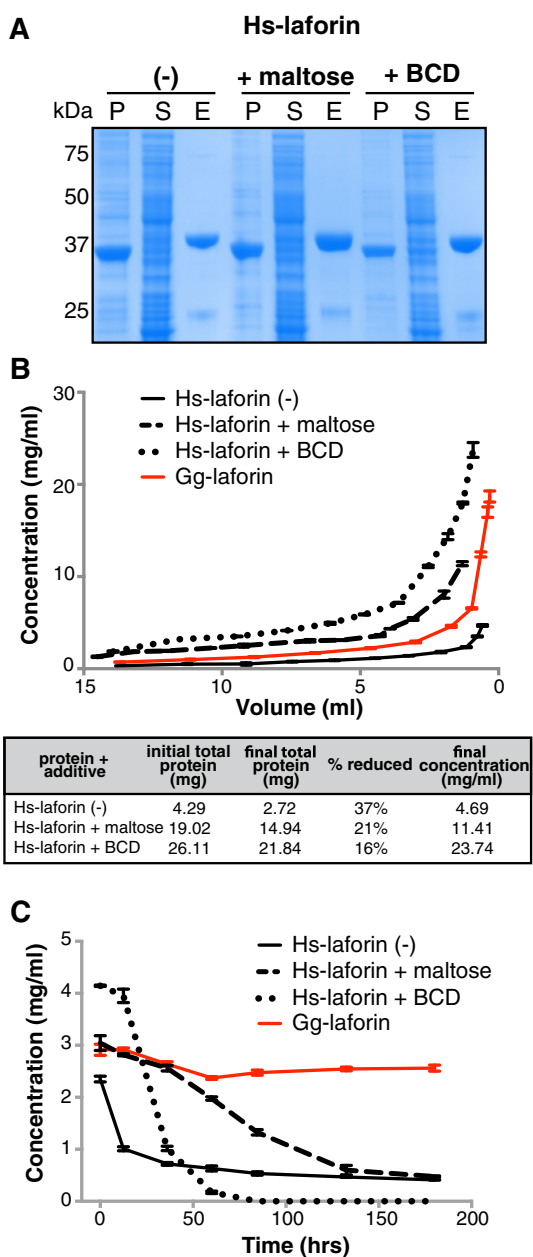 A
Hs-laforin
(-) + maltose + BCD
kDa P S E P S E P S E
75
50
37
25
B
30
20
10
0
15 10 5 0
Concentration (mg/ml)
Volume (ml)
Hs-laforin (-)
Hs-laforin + maltose
Hs-laforin + BCD
Gg-laforin
protein + additive initial total protein (mg) final total protein (mg) % reduced final concentration (mg/ml)
Hs-laforin (-) 4.29 2.72 37% 4.69
Hs-laforin + maltose 19.02 14.94 21% 11.41
Hs-laforin + BCD 26.11 21.84 16% 23.74
C
5
4
3
2
1
0
0 50 100 150 200
Concentration (mg/ml)
Time (hrs)
Hs-laforin (-)
Hs-laforin + maltose
Hs-laforin + BCD
Gg-laforin